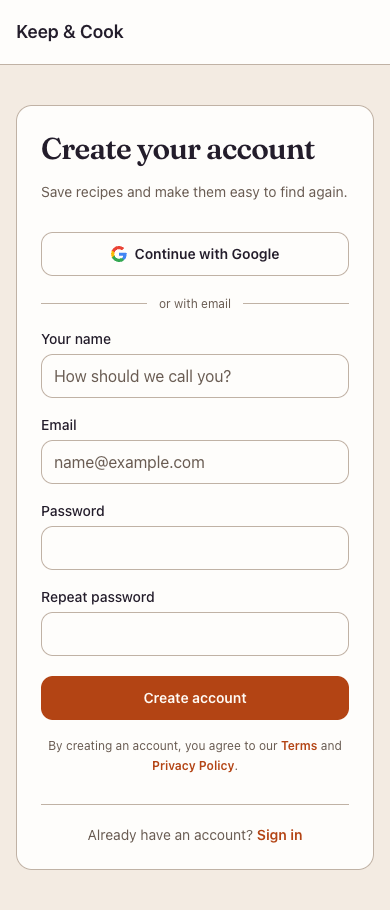 Keep & Cook
Create your account
Save recipes and make them easy to find again.
Continue with Google
or with email
Your name
How should we call you?
Email
name@example.com
Password
Repeat password
Create account
By creating an account, you agree to our Terms and
Privacy Policy.
Already have an account? Sign in